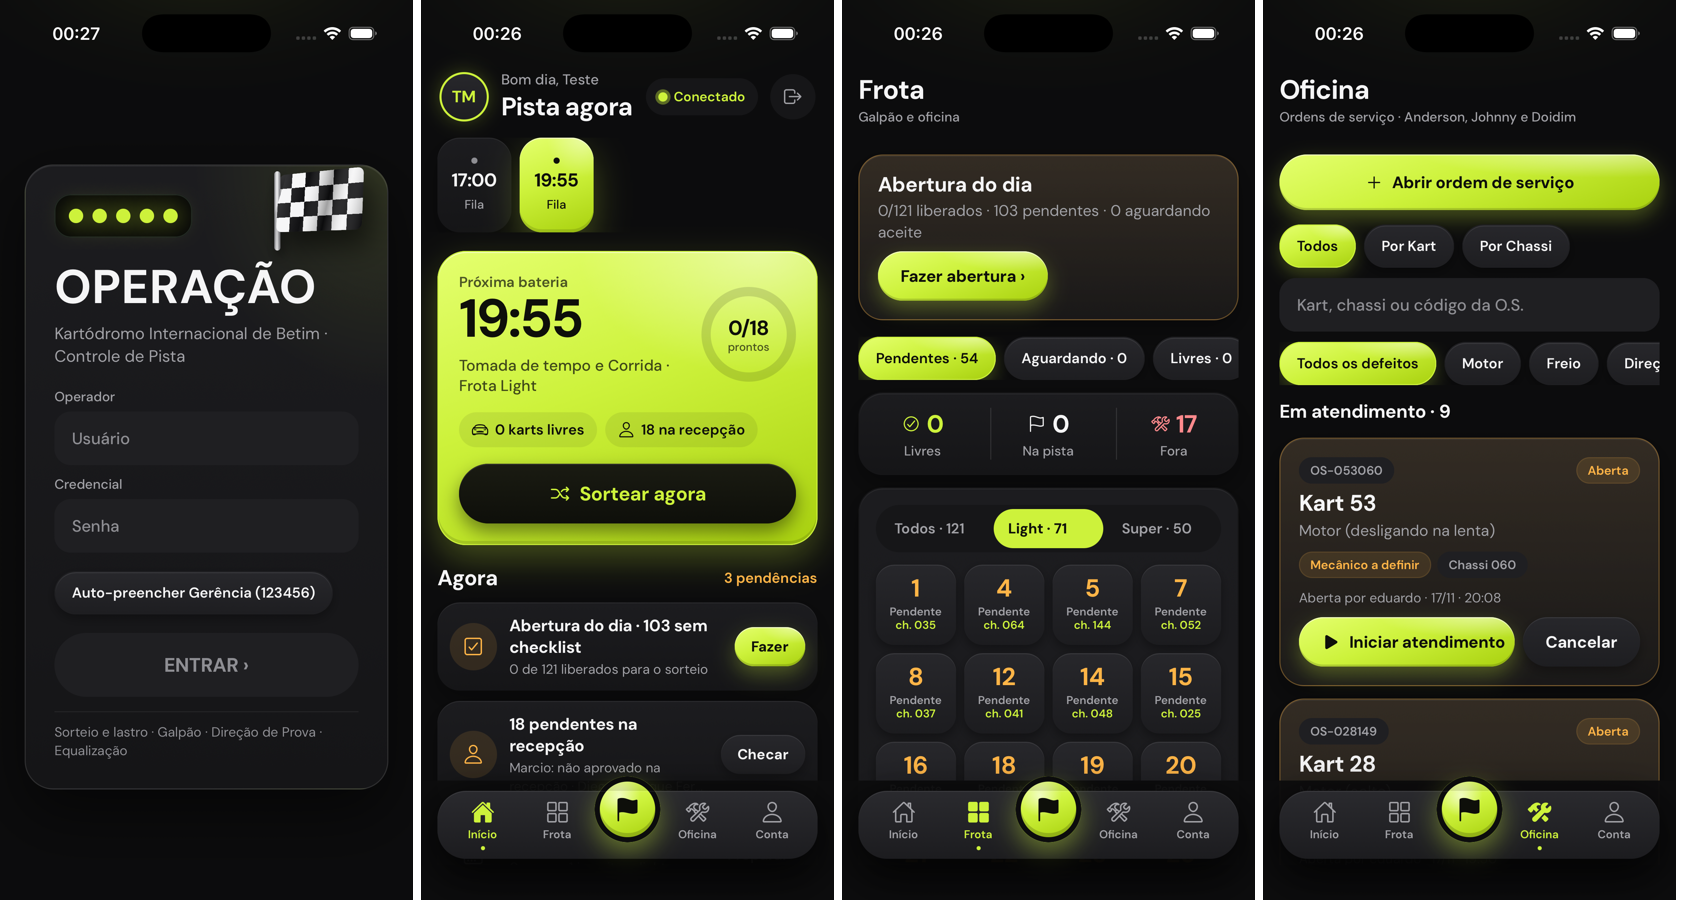 00:27
OPERAÇÃO
Kartódromo Internacional de Betim ·
Controle de Pista
Operador
Usuário
Credencial
Senha
Auto-preencher Gerência (123456)
ENTRAR ›
Sorteio e lastro · Galpão · Direção de Prova ·
Equalização
00:26
TM
Bom dia, Teste
Pista agora
Conectado
17:00
Fila
19:55
Fila
Próxima bateria
19:55
Tomada de tempo e Corrida ·
Frota Light
0/18
prontos
0 karts livres
18 na recepção
Sortear agora
Agora
3 pendências
Abertura do dia · 103 sem
checklist
0 de 121 liberados para o sorteio
Fazer
18 pendentes na
recepção
Marcio: não aprovado na
Checar
Início
Frota
Oficina
Conta
00:26
Frota
Galpão e oficina
Abertura do dia
0/121 liberados · 103 pendentes · 0 aguardando
aceite
Fazer abertura ›
Pendentes · 54
Aguardando · 0
Livres · 0
0
Livres
0
Na pista
17
Fora
Todos · 121
Light · 71
Super · 50
1
Pendente
ch. 035
4
Pendente
ch. 064
5
Pendente
ch. 144
7
Pendente
ch. 052
8
Pendente
ch. 037
12
Pendente
ch. 041
14
Pendente
ch. 048
15
Pendente
ch. 025
16
18
19
20
Início
Frota
Oficina
Conta
00:26
Oficina
Ordens de serviço · Anderson, Johnny e Doidim
+ Abrir ordem de serviço
Todos
Por Kart
Por Chassi
Kart, chassi ou código da O.S.
Todos os defeitos
Motor
Freio
Direç
Em atendimento · 9
OS-053060
Aberta
Kart 53
Motor (desligando na lenta)
Mecânico a definir
Chassi 060
Aberta por eduardo · 17/11 · 20:08
Iniciar atendimento
Cancelar
OS-028149
Aberta
Kart 28
Início
Frota
Oficina
Conta